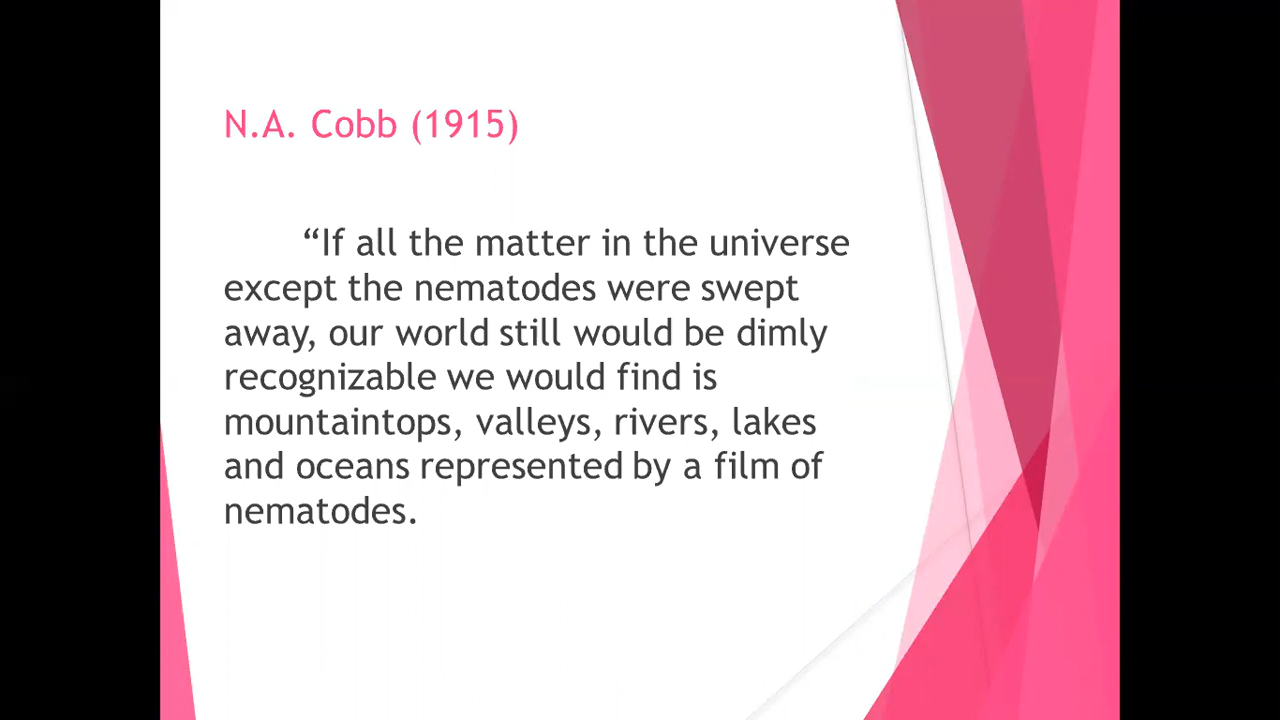 N.A. Cobb (1915)
“If all the matter in the universe
except the nematodes were swept
away, our world still would be dimly
recognizable we would find is
mountaintops, valleys, rivers, lakes
and oceans represented by a film of
nematodes.